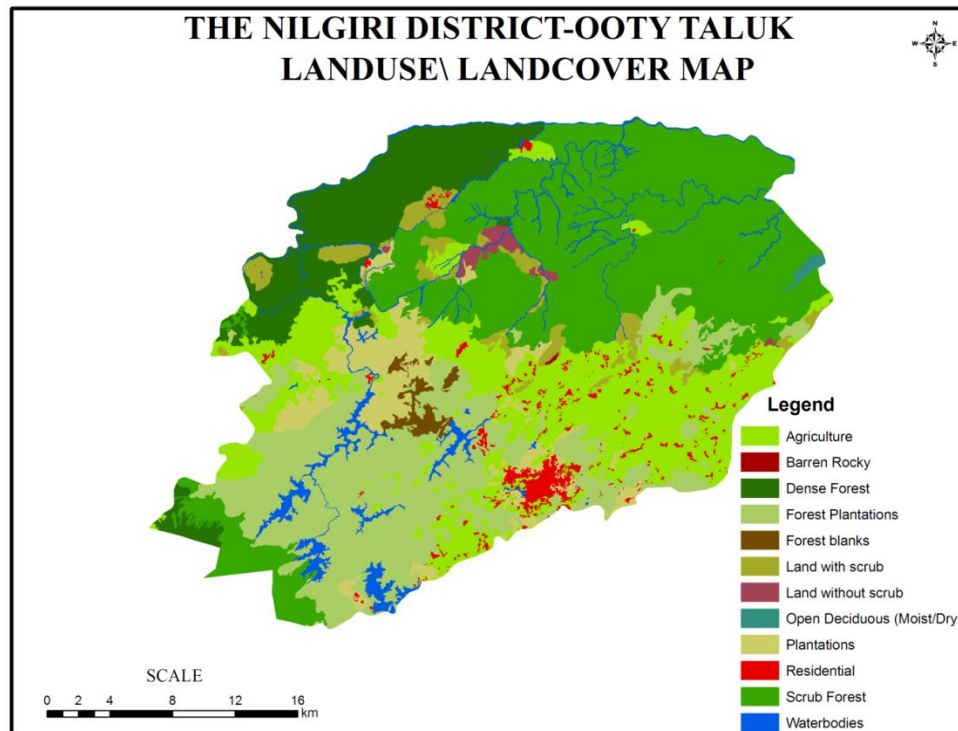 THE NILGIRI DISTRICT-OOTY TALUK
LANDUSE\ LANDCOVER MAP
N
W E
S
Legend
Agriculture
Barren Rocky
Dense Forest
Forest Plantations
Forest blanks
Land with scrub
Land without scrub
Open Deciduous (Moist/Dry
Plantations
Residential
Scrub Forest
Waterbodies
SCALE
0 2 4 8 12 16
km